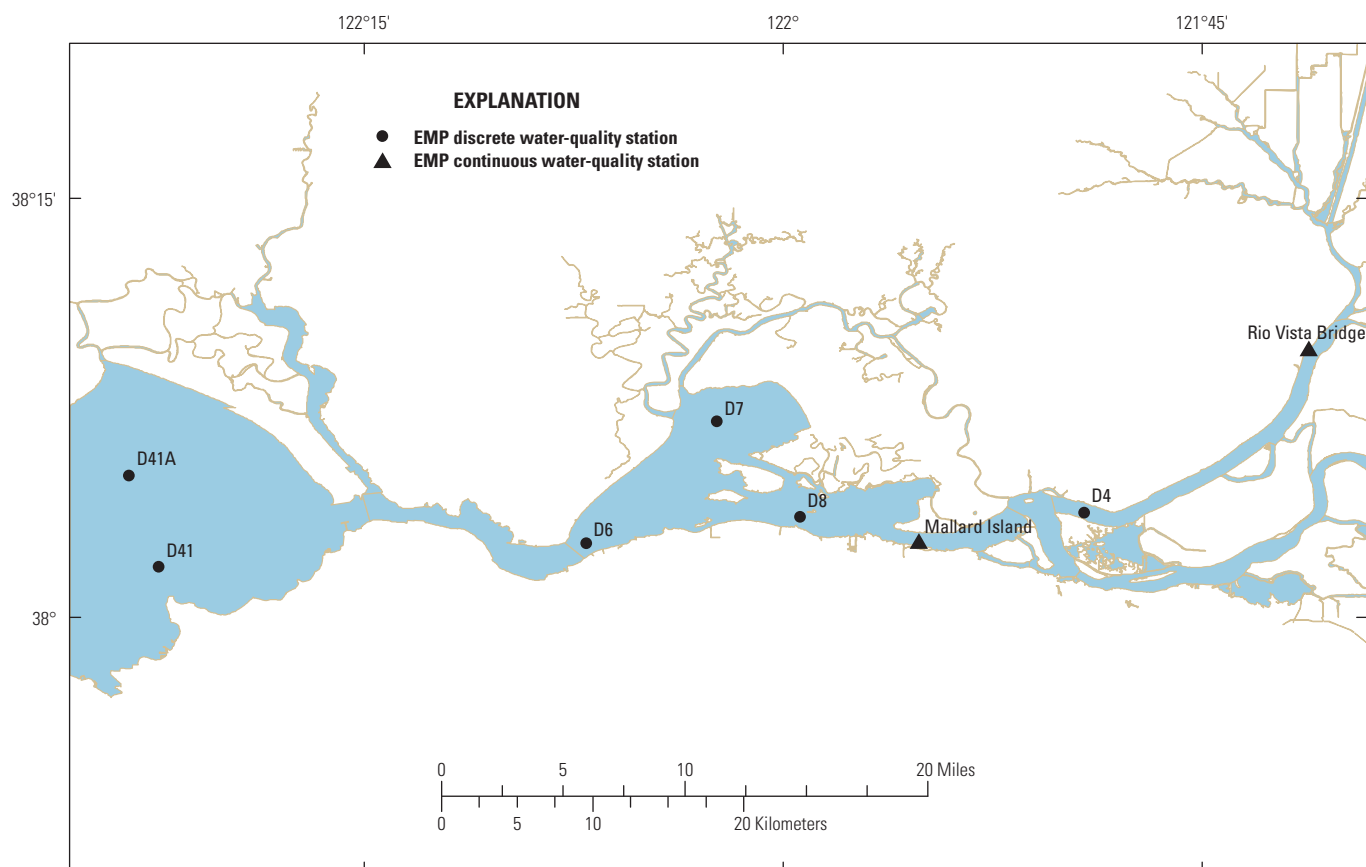 122°15'
122°
121°45'
EXPLANATION
EMP discrete water-quality station
EMP continuous water-quality station
38°15'
Rio Vista Bridge
D7
D41A
D8
D4
Mallard Island
D6
D41
38°
0 5 10 20 Miles
0 5 10 20 Kilometers